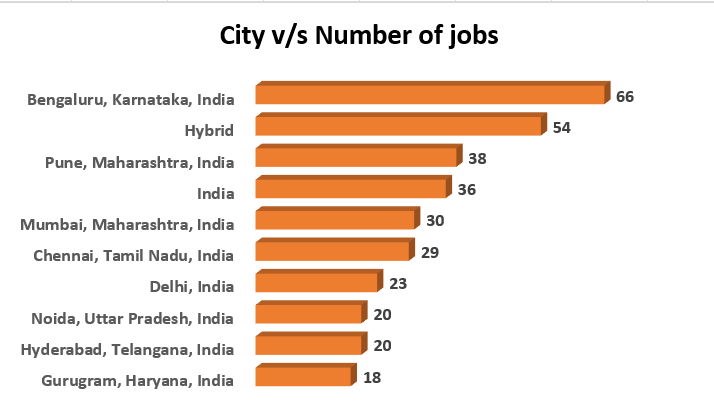 City v/s Number of jobs
Bengaluru, Karnataka, India 66
Hybrid 54
Pune, Maharashtra, India 38
India 36
Mumbai, Maharashtra, India 30
Chennai, Tamil Nadu, India 29
Delhi, India 23
Noida, Uttar Pradesh, India 20
Hyderabad, Telangana, India 20
Gurugram, Haryana, India 18